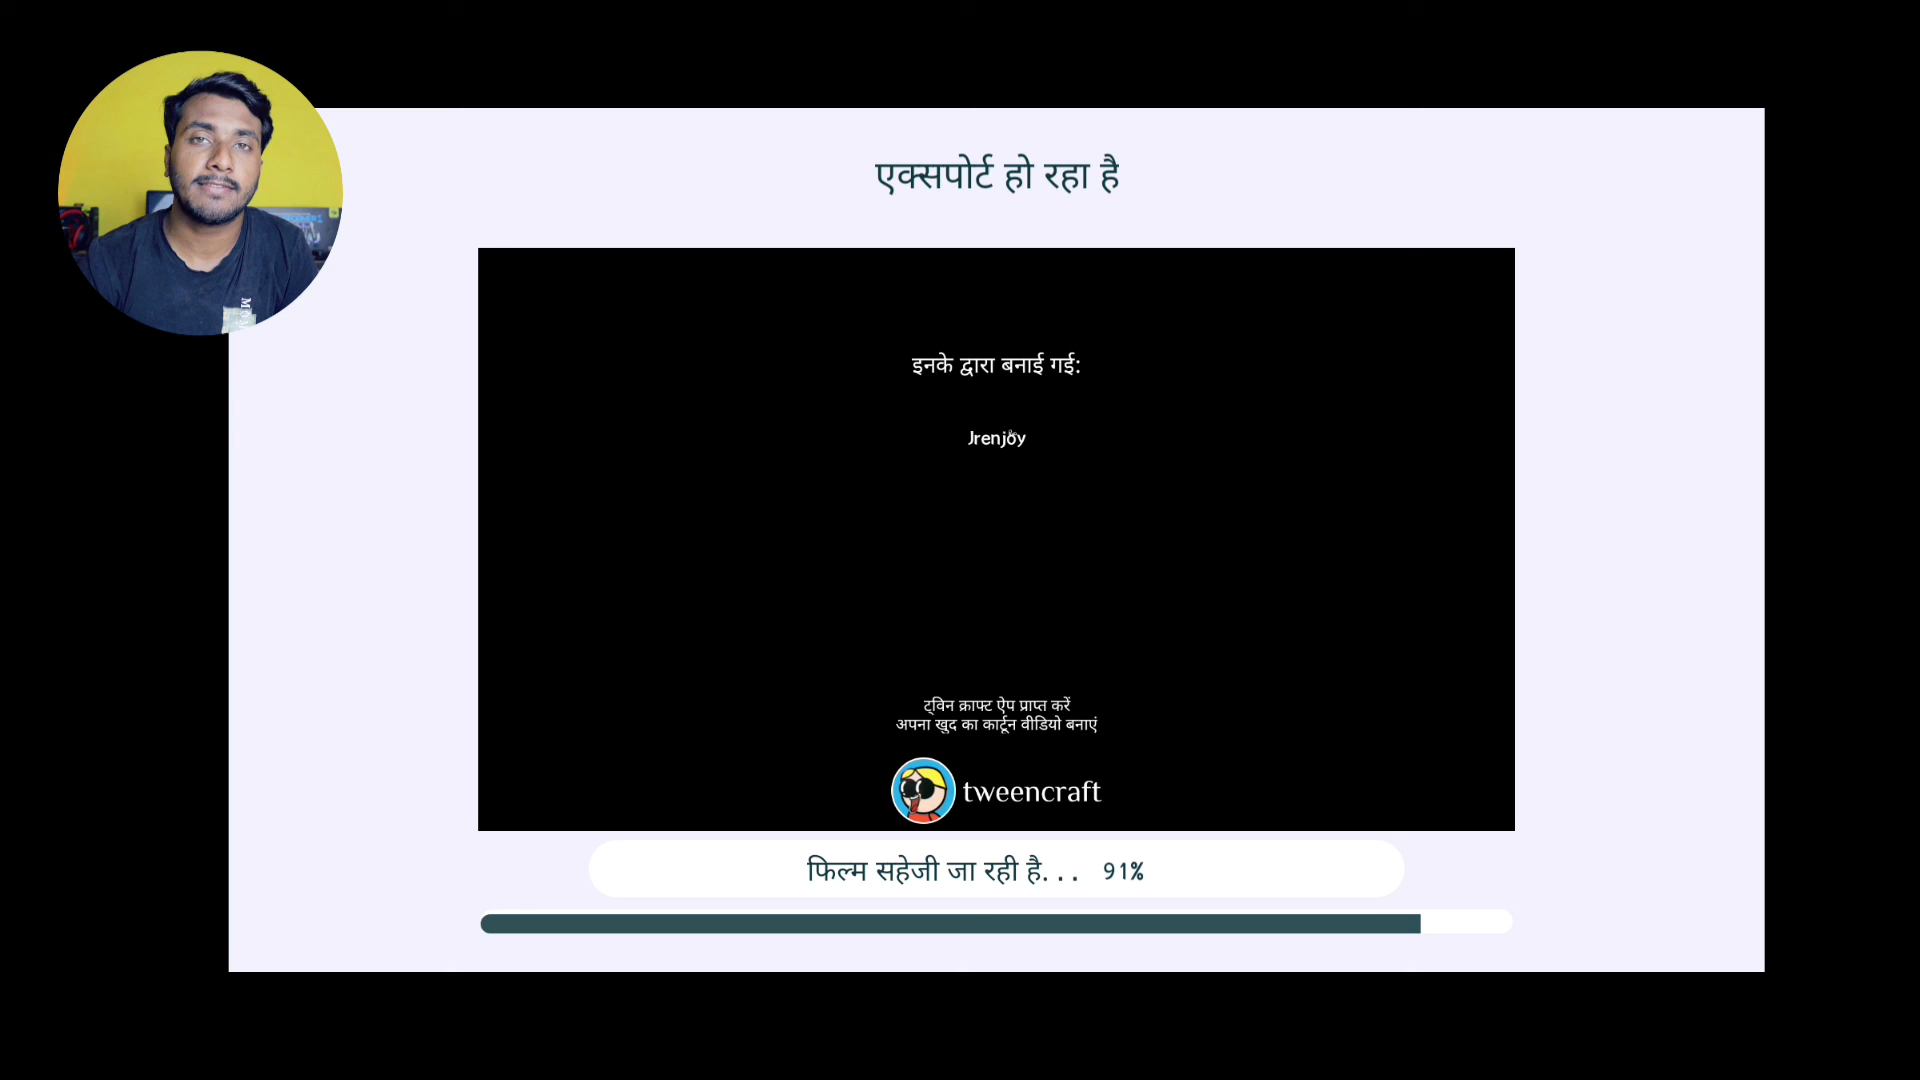 एक्सपोर्ट हो रहा है
इनके द्वारा बनाई गई:
Jrenjoy
ट्विन क्राफ्ट ऐप प्राप्त करें
अपना खुद का कार्टून वीडियो बनाएं
tweencraft
फिल्म सहेजी जा रही है... 91%